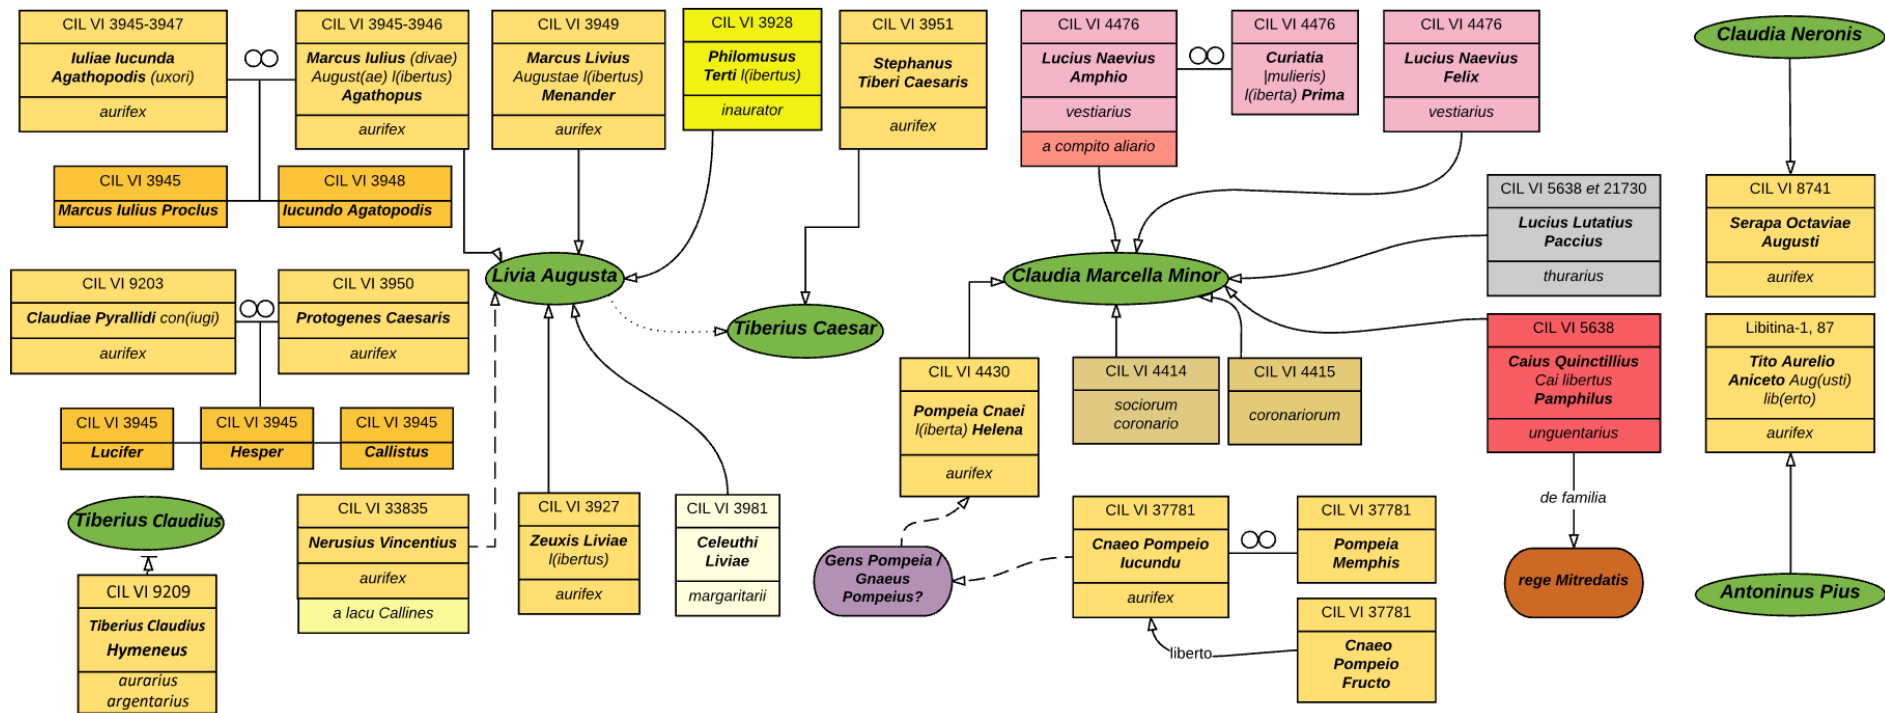 CIL VI 3945-3947
Iuliae Iucunda
Agathopodis (uxori)
aurifex
CIL VI 3945-3946
Marcus Iulius (divae)
August(ae) l(ibertus)
Agathopus
aurifex
CIL VI 3949
Marcus Livius
Augustae l(ibertus)
Menander
aurifex
CIL VI 3928
Philomusus
Terti l(ibertus)
inaurator
CIL VI 3951
Stephanus
Tiberi Caesaris
aurifex
CIL VI 4476
Lucius Naevius
Amphio
vestiarius
a compito aliario
CIL VI 4476
Curiatia
|mulieris)
l(iberta) Prima
CIL VI 4476
Lucius Naevius
Felix
vestiarius
Claudia Neronis
CIL VI 3945
Marcus Iulius Proclus
CIL VI 3948
Iucundo Agatopodis
CIL VI 5638 et 21730
Lucius Lutatius
Paccius
thurarius
CIL VI 8741
Serapa Octaviae
Augusti
aurifex
Livia Augusta
Claudia Marcella Minor
Tiberius Caesar
CIL VI 9203
Claudiae Pyrallidi con(iugi)
aurifex
CIL VI 3950
Protogenes Caesaris
aurifex
CIL VI 5638
Caius Quinctillius
Cai libertus
Pamphilus
unguentarius
Libitina-1, 87
Tito Aurelio
Aniceto Aug(usti)
lib(erto)
aurifex
CIL VI 4430
Pompeia Cnaei
l(iberta) Helena
aurifex
CIL VI 4414
sociorum
coronario
CIL VI 4415
coronariorum
CIL VI 3945
Lucifer
CIL VI 3945
Hesper
CIL VI 3945
Callistus
Tiberius Claudius
CIL VI 33835
Nerusius Vincentius
aurifex
a lacu Callines
CIL VI 3927
Zeuxis Liviae
l(ibertus)
aurifex
CIL VI 3981
Celeuthi
Liviae
margaritarii
Gens Pompeia /
Gnaeus
Pompeius?
CIL VI 37781
Cnaeo Pompeio
Iucundu
aurifex
CIL VI 37781
Pompeia
Memphis
de familia
rege Mitredatis
Antoninus Pius
CIL VI 9209
Tiberius Claudius
Hymeneus
aurarius
argentarius
liberto
CIL VI 37781
Cnaeo
Pompeio
Fructo